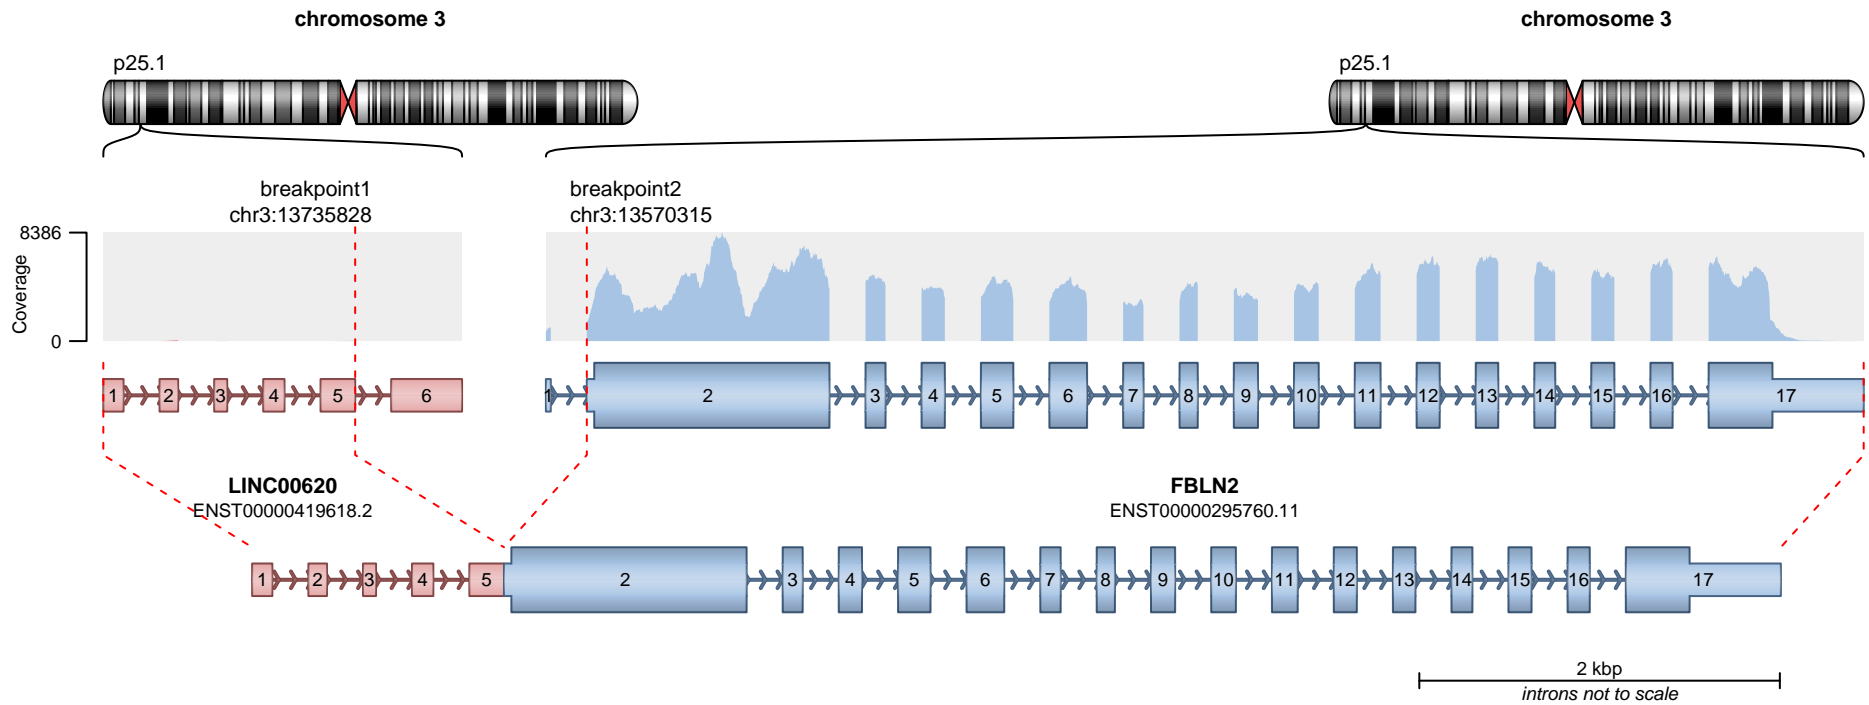 chromosome 3
chromosome 3
p25.1
p25.1
breakpoint1
chr3:13735828
breakpoint2
chr3:13570315
8386
Coverage
0
1 2 3 4 5 6
1 2 3 4 5 6 7 8 9 10 11 12 13 14 15 16 17
LINC00620
ENST00000419618.2
FBLN2
ENST00000295760.11
1 2 3 4 5 2 3 4 5 6 7 8 9 10 11 12 13 14 15 16 17
2 kbp
introns not to scale